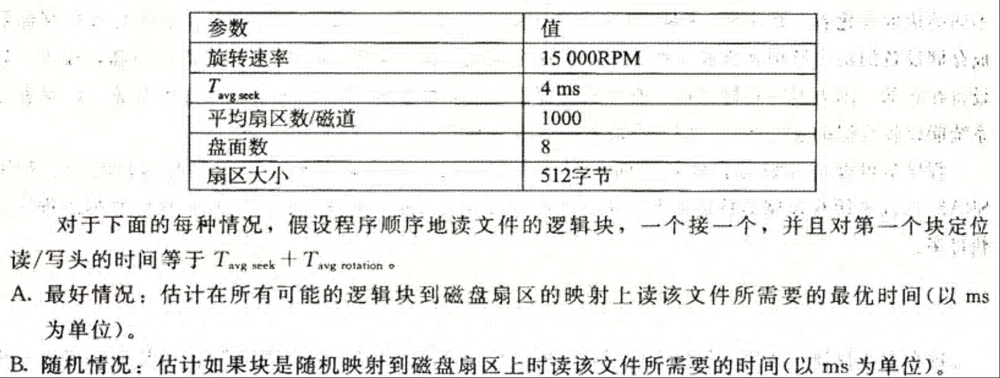 参数 值
旋转速率 15 000RPM
T avg seek 4 ms
平均扇区数/磁道 1000
盘面数 8
扇区大小 512字节
对于下面的每种情况，假设程序顺序地读文件的逻辑块，一个接一个，并且对第一个块定位
读/写头的时间等于 T avg seek + T avg rotation。
A. 最好情况：估计在所有可能的逻辑块到磁盘扇区的映射上读该文件所需要的最优时间(以 ms
为单位)。
B. 随机情况：估计如果块是随机映射到磁盘扇区上时读该文件所需要的时间(以 ms 为单位)。